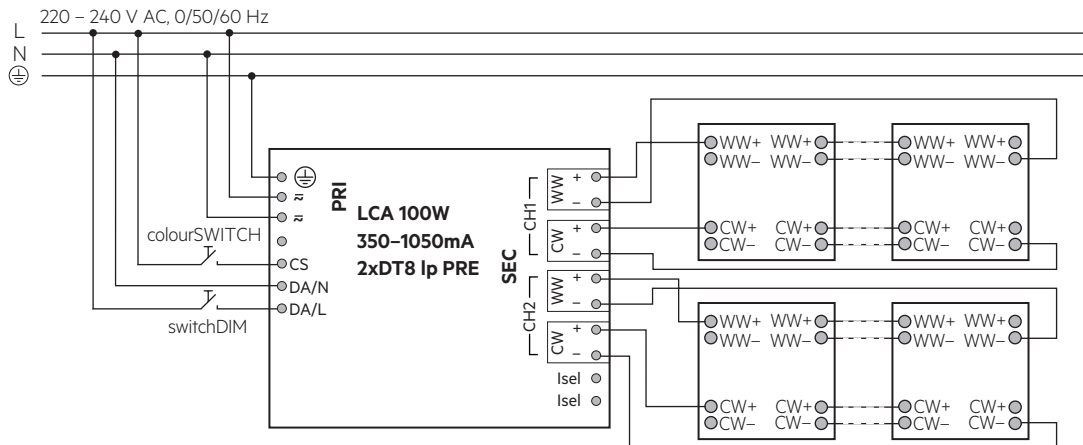 220 – 240 V AC, 0/50/60 Hz
L
N
PRI
LCA 100W
350–1050mA
2xDT8 lp PRE
SEC
colourSWITCH
switchDIM
CS
DA/N
DA/L
CH1
WW + –
CW + –
CH2
WW + –
CW + –
Isel
Isel
WW+ WW+ WW+ WW+
WW– WW– WW– WW–
CW+ CW+ CW+ CW+
CW– CW– CW– CW–
WW+ WW+ WW+ WW+
WW– WW– WW– WW–
CW+ CW+ CW+ CW+
CW– CW– CW– CW–